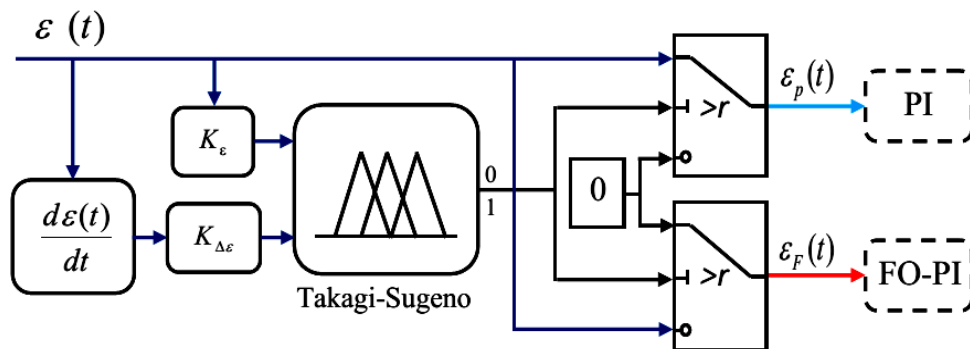 ε (t)
K_ε
dε(t)
dt
K_Δε
Takagi-Sugeno
0
1
0
>r
ε_p(t)
PI
>r
ε_F(t)
FO-PI